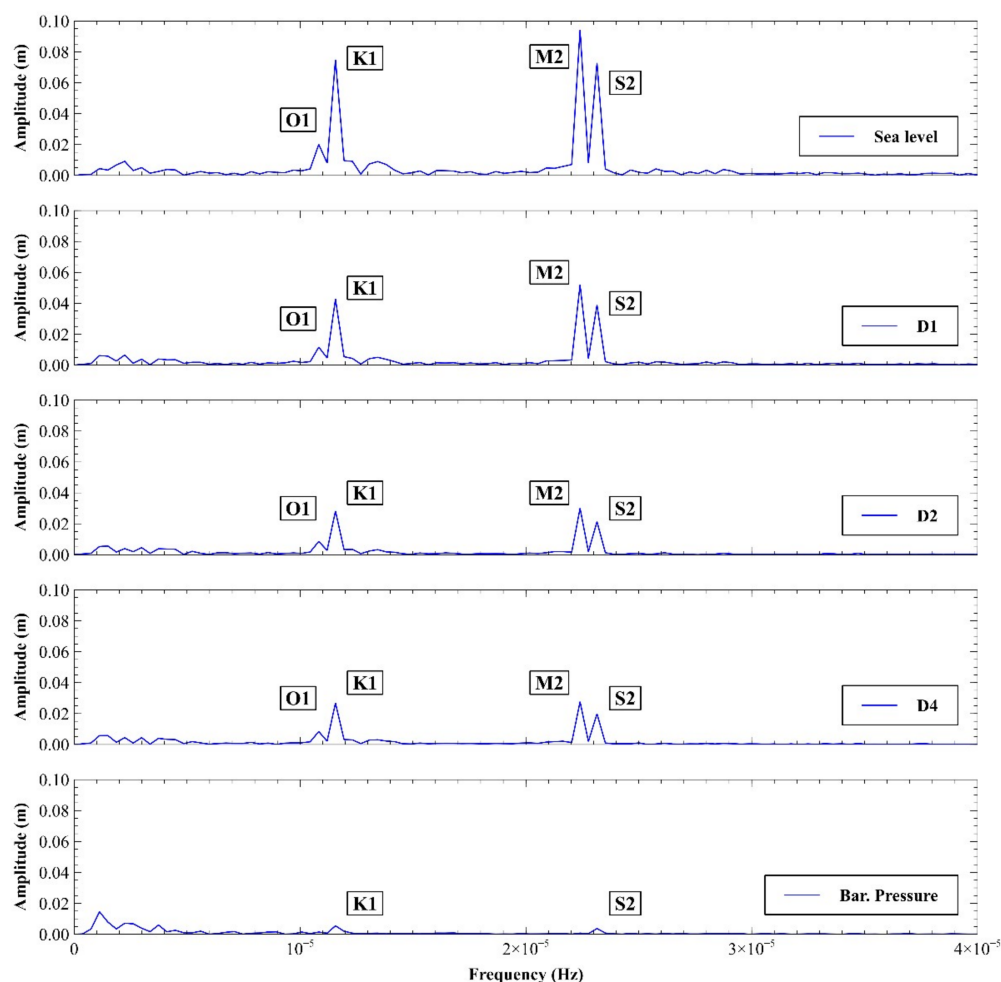 0.10
0.08
0.06
0.04
0.02
0.00
Amplitude (m)
O1
K1
M2
S2
Sea level
0.10
0.08
0.06
0.04
0.02
0.00
Amplitude (m)
O1
K1
M2
S2
D1
0.10
0.08
0.06
0.04
0.02
0.00
Amplitude (m)
O1
K1
M2
S2
D2
0.10
0.08
0.06
0.04
0.02
0.00
Amplitude (m)
O1
K1
M2
S2
D4
0.10
0.08
0.06
0.04
0.02
0.00
Amplitude (m)
K1
S2
Bar. Pressure
0 10⁻⁵ 2×10⁻⁵ 3×10⁻⁵ 4×10⁻⁵
Frequency (Hz)